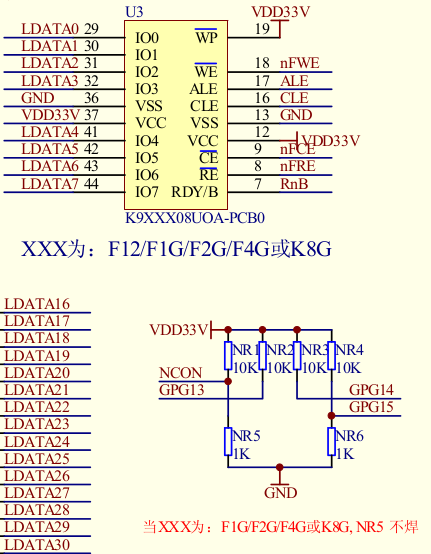 U3
VDD33V
LDATA0 29 IO0 WP 19
LDATA1 30 IO1
LDATA2 31 IO2 WE 18 nFWE
LDATA3 32 IO3 ALE 17 ALE
GND 36 VSS CLE 16 CLE
VDD33V 37 VCC VSS 13 GND
LDATA4 41 IO4 VCC 12 VDD33V
LDATA5 42 IO5 CE 9 nFCE
LDATA6 43 IO6 RE 8 nFRE
LDATA7 44 IO7 RDY/B 7 RnB
K9XXX08UOA-PCB0
XXX为：F12/F1G/F2G/F4G或K8G
LDATA16
LDATA17
LDATA18
LDATA19
LDATA20
LDATA21
LDATA22
LDATA23
LDATA24
LDATA25
LDATA26
LDATA27
LDATA28
LDATA29
LDATA30
VDD33V
NR1 NR2 NR3 NR4
10K 10K 10K 10K
NCON
GPG13 GPG14
GPG15
NR5 NR6
1K 1K
GND
当XXX为：F1G/F2G/F4G或K8G, NR5 不焊